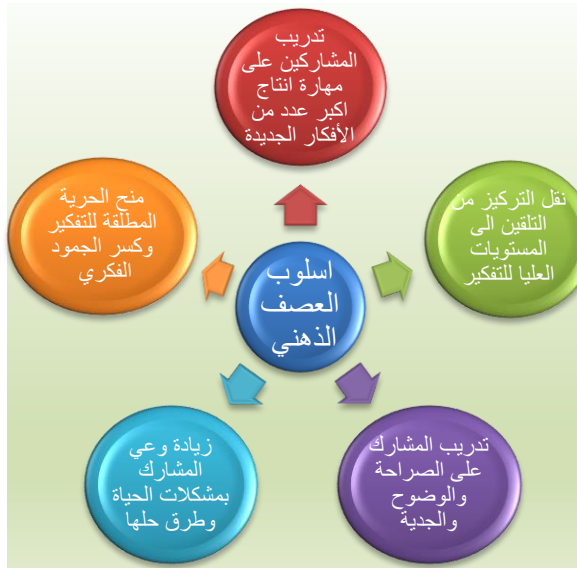 تدريب
المشاركين على
مهارة انتاج
اكبر عدد من
الأفكار الجديدة
نقل التركيز من
التلقين الى
المستويات
العليا للتفكير
منح الحرية
المطلقة للتفكير
وكسر الجمود
الفكري
اسلوب
العصف
الذهني
تدريب المشارك
على الصراحة
والوضوح
والجدية
زيادة وعي
المشارك
بمشكلات الحياة
وطرق حلها